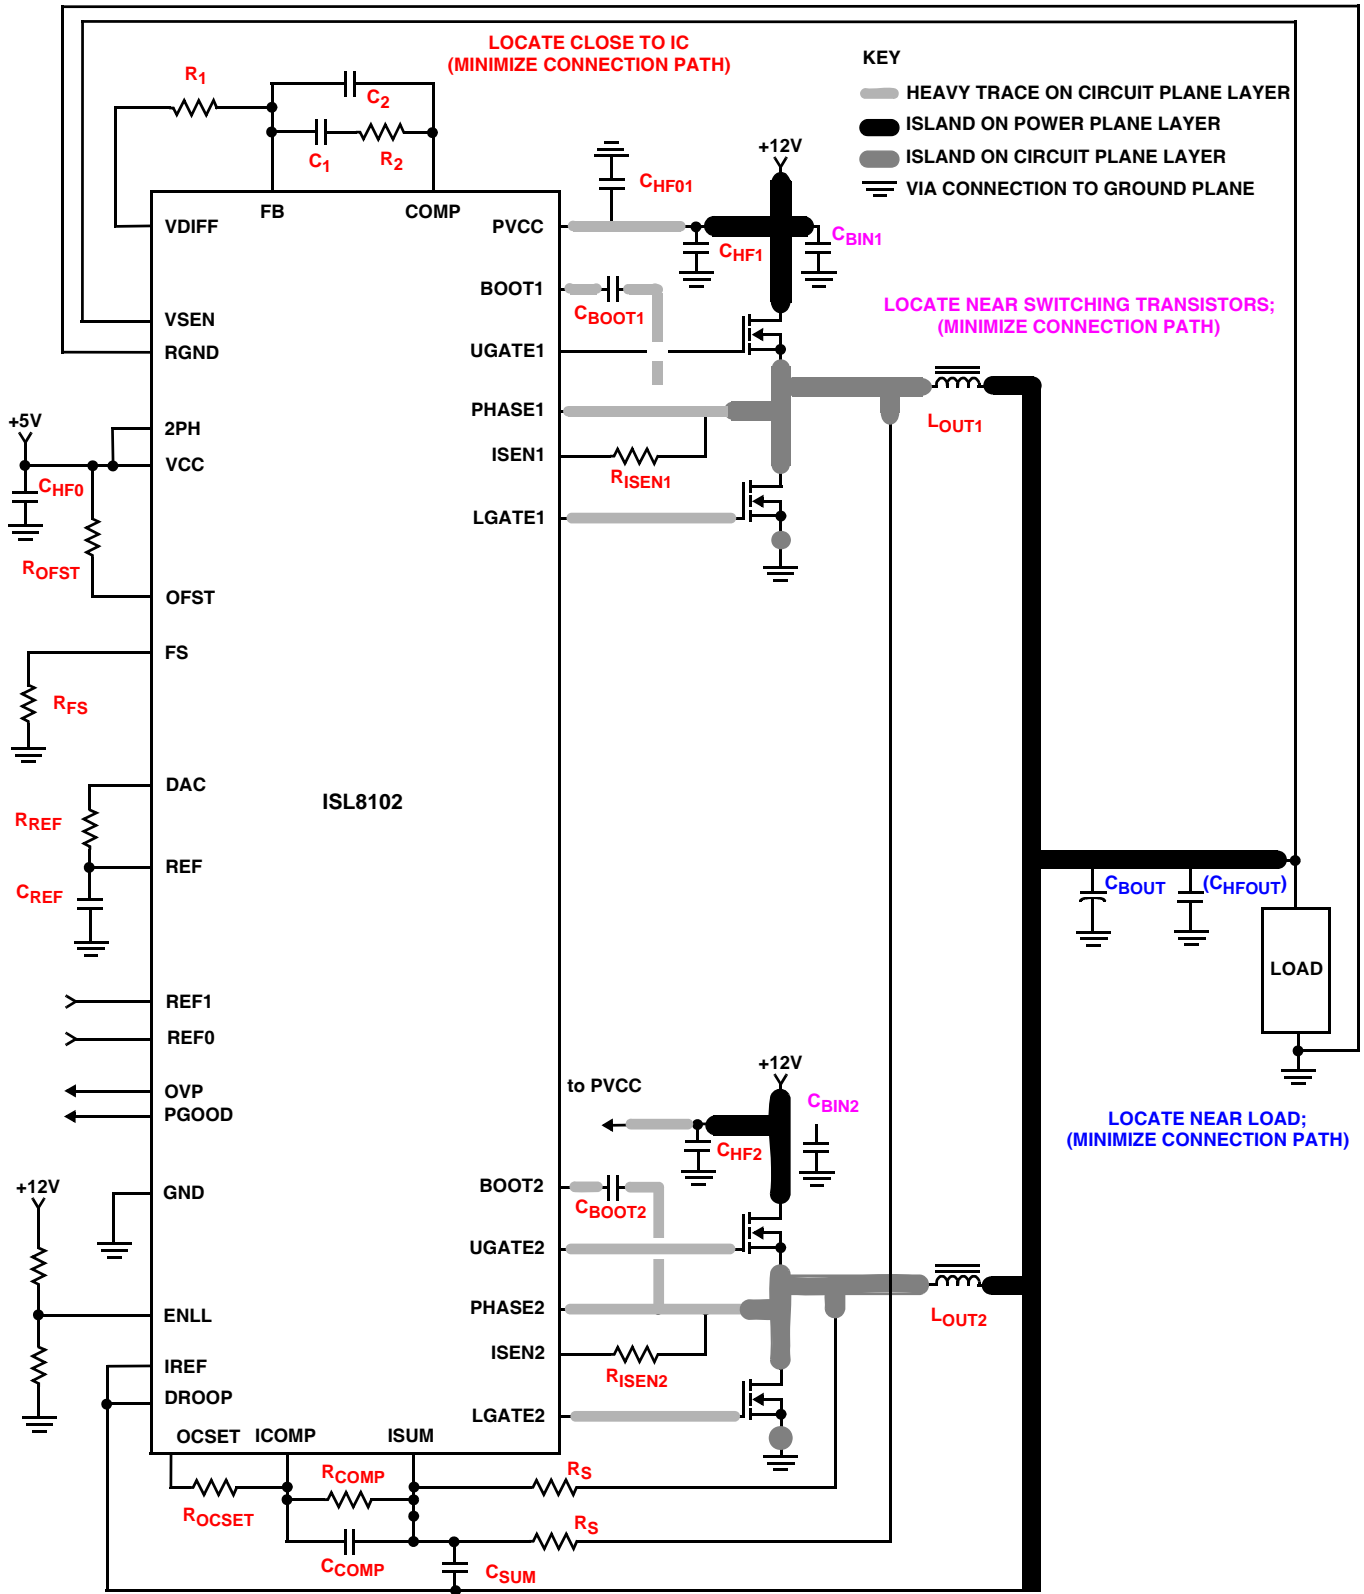 LOCATE CLOSE TO IC
(MINIMIZE CONNECTION PATH)
KEY
HEAVY TRACE ON CIRCUIT PLANE LAYER
ISLAND ON POWER PLANE LAYER
ISLAND ON CIRCUIT PLANE LAYER
VIA CONNECTION TO GROUND PLANE
R1
C2
C1
R2
+12V
CHF01
FB
COMP
VDIFF
PVCC
CHF1
CBIN1
BOOT1
CBOOT1
LOCATE NEAR SWITCHING TRANSISTORS;
(MINIMIZE CONNECTION PATH)
VSEN
RGND
UGATE1
PHASE1
LOUT1
+5V
2PH
VCC
ISEN1
RISEN1
CHF0
LGATE1
ROFST
OFST
FS
RFS
DAC
ISL8102
RREF
REF
CREF
CBOUT
(CHFOUT)
LOAD
REF1
REF0
OVP
PGOOD
+12V
to PVCC
CBIN2
CHF2
LOCATE NEAR LOAD;
(MINIMIZE CONNECTION PATH)
+12V
GND
BOOT2
CBOOT2
UGATE2
ENLL
PHASE2
LOUT2
ISEN2
RISEN2
IREF
DROOP
LGATE2
OCSET
ICOMP
ISUM
RCOMP
RS
ROCSET
RS
CCOMP
CSUM